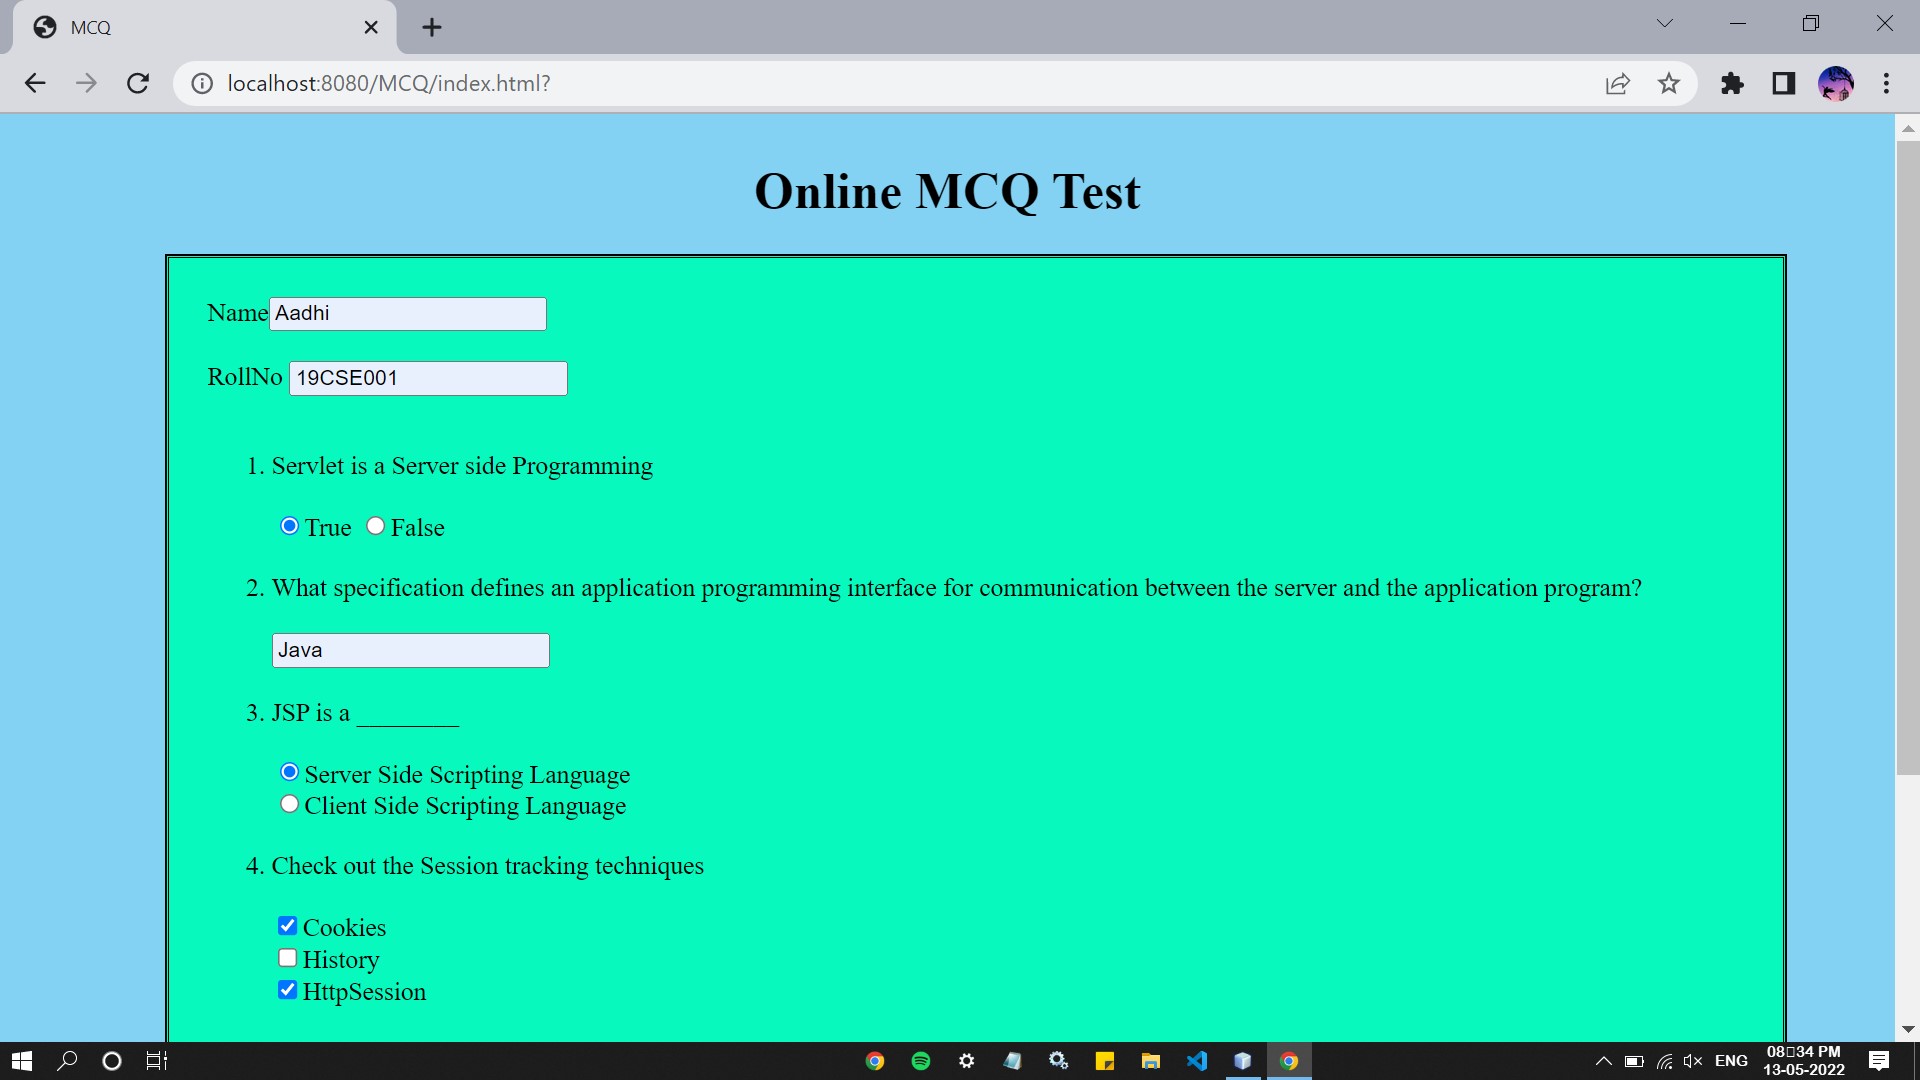 MCQ
localhost:8080/MCQ/index.html?
Online MCQ Test
Name Aadhi
RollNo 19CSE001
1. Servlet is a Server side Programming
True False
2. What specification defines an application programming interface for communication between the server and the application program?
Java
3. JSP is a ________
Server Side Scripting Language
Client Side Scripting Language
4. Check out the Session tracking techniques
Cookies
History
HttpSession
ENG
08□34 PM
13-05-2022